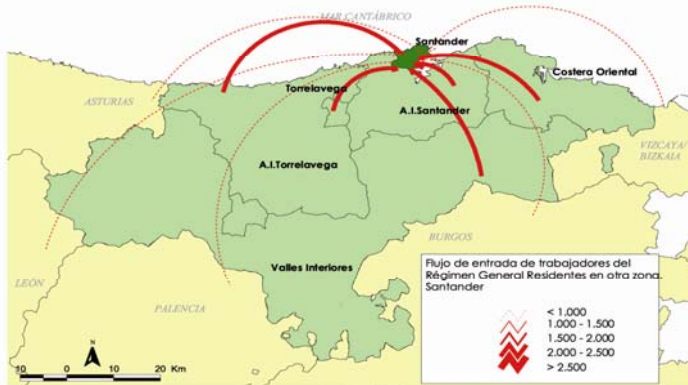 MAR CANTÁBRICO
Santander
Costera Oriental
Torrelavega
ASTURIAS
A.I.Santander
VIZCAYA/
BIZKAIA
A.I.Torrelavega
BURGOS
Valles Interiores
LEÓN
PALENCIA
Flujo de entrada de trabajadores del
Régimen General Residentes en otra zona.
Santander
< 1.000
1.000 - 1.500
1.500 - 2.000
2.000 - 2.500
> 2.500
N
10 0 10 20 Km